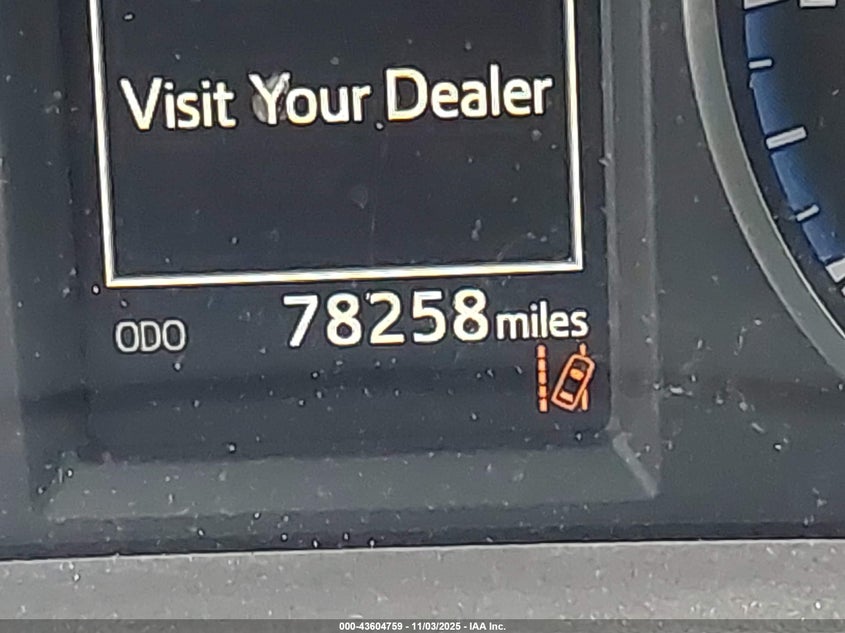 Visit Your Dealer
ODO 78258 miles
000-43604759 - 11/03/2025 - IAA Inc.